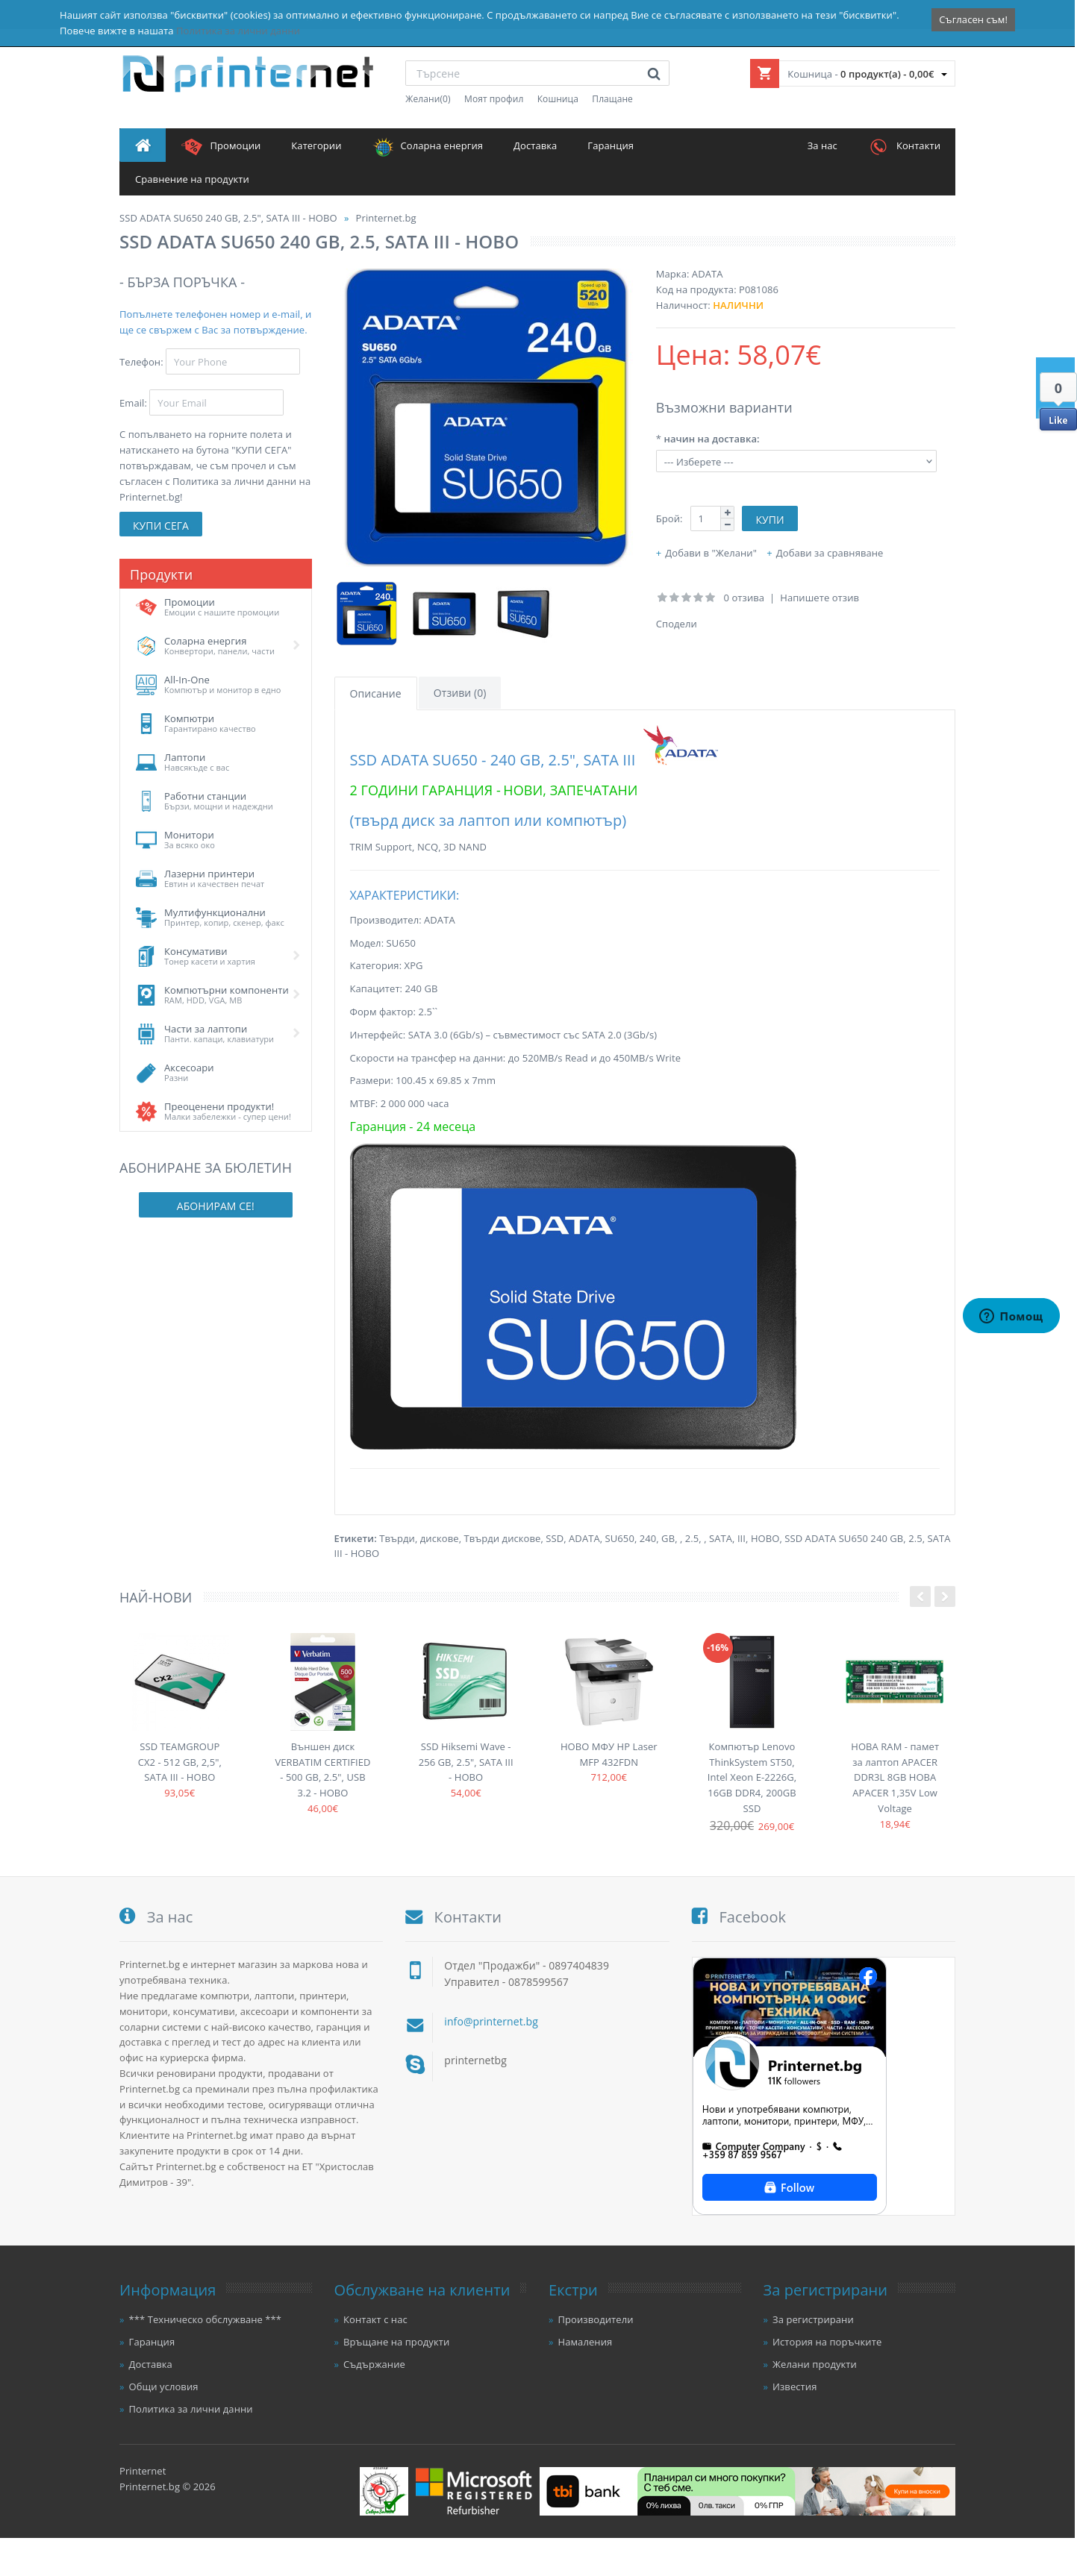 Нашият сайт използва "бисквитки" (cookies) за оптимално и ефективно функциониране. С продължаването си напред Вие се съгласявате с използването на тези "бисквитки".
Повече вижте в нашата
Съгласен съм!
printernet
Търсене
Кошница - 0 продукт(а) - 0,00€
Желани(0) Моят профил Кошница Плащане
Промоции Категории Соларна енергия Доставка Гаранция За нас Контакти
Сравнение на продукти
SSD ADATA SU650 240 GB, 2.5", SATA III - НОВО » Printernet.bg
SSD ADATA SU650 240 GB, 2.5, SATA III - НОВО
- БЪРЗА ПОРЪЧКА -
Попълнете телефонен номер и e-mail, и
ще се свържем с Вас за потвърждение.
Телефон: Your Phone
Email: Your Email
С попълването на горните полета и
натискането на бутона "КУПИ СЕГА"
потвърждавам, че съм прочел и съм
съгласен с Политика за лични данни на
Printernet.bg!
КУПИ СЕГА
Продукти
Промоции
Емоции с нашите промоции
Соларна енергия
Конвертори, панели, части
All-In-One
Компютър и монитор в едно
Компютри
Гарантирано качество
Лаптопи
Навсякъде с вас
Работни станции
Бързи, мощни и надеждни
Монитори
За всяко око
Лазерни принтери
Евтин и качествен печат
Мултифункционални
Принтер, копир, скенер, факс
Консумативи
Тонер касети и хартия
Компютърни компоненти
RAM, HDD, VGA, MB
Части за лаптопи
Панти. капаци, клавиатури
Аксесоари
Разни
Преоценени продукти!
Малки забележки - супер цени!
АБОНИРАНЕ ЗА БЮЛЕТИН
АБОНИРАМ СЕ!
Speed up to
520
MB/s
ADATA
240GB
SU650
2.5" SATA 6Gb/s
ADATA
Solid State Drive
SU650
Марка: ADATA
Код на продукта: P081086
Наличност: НАЛИЧНИ
Цена: 58,07€
Възможни варианти
* начин на доставка:
--- Изберете ---
Брой: 1 КУПИ
+ Добави в "Желани" + Добави за сравняване
0 отзива | Напишете отзив
Сподели
0
Like
Описание Отзиви (0)
SSD ADATA SU650 - 240 GB, 2.5", SATA III ADATA
2 ГОДИНИ ГАРАНЦИЯ - НОВИ, ЗАПЕЧАТАНИ
(твърд диск за лаптоп или компютър)
TRIM Support, NCQ, 3D NAND
ХАРАКТЕРИСТИКИ:
Производител: ADATA
Модел: SU650
Категория: XPG
Капацитет: 240 GB
Форм фактор: 2.5``
Интерфейс: SATA 3.0 (6Gb/s) – съвместимост със SATA 2.0 (3Gb/s)
Скорости на трансфер на данни: до 520MB/s Read и до 450MB/s Write
Размери: 100.45 x 69.85 x 7mm
MTBF: 2 000 000 часа
Гаранция - 24 месеца
ADATA
Solid State Drive
SU650
Помощ
Етикети: Твърди, дискове, Твърди дискове, SSD, ADATA, SU650, 240, GB, , 2.5, , SATA, III, НОВО, SSD ADATA SU650 240 GB, 2.5, SATA
III - НОВО
НАЙ-НОВИ
SSD TEAMGROUP
CX2 - 512 GB, 2,5",
SATA III - НОВО
93,05€
Външен диск
VERBATIM CERTIFIED
- 500 GB, 2.5", USB
3.2 - НОВО
46,00€
SSD Hiksemi Wave -
256 GB, 2.5", SATA III
- НОВО
54,00€
НОВО МФУ HP Laser
MFP 432FDN
712,00€
-16%
Компютър Lenovo
ThinkSystem ST50,
Intel Xeon E-2226G,
16GB DDR4, 200GB
SSD
320,00€ 269,00€
НОВА RAM - памет
за лаптоп APACER
DDR3L 8GB НОВА
APACER 1,35V Low
Voltage
18,94€
За нас
Printernet.bg е интернет магазин за маркова нова и
употребявана техника.
Ние предлагаме компютри, лаптопи, принтери,
монитори, консумативи, аксесоари и компоненти за
соларни системи с най-високо качество, гаранция и
доставка с преглед и тест до адрес на клиента или
офис на куриерска фирма.
Всички реновирани продукти, продавани от
Printernet.bg са преминали през пълна профилактика
и всички необходими тестове, осигуряващи отлична
функционалност и пълна техническа изправност.
Клиентите на Printernet.bg имат право да върнат
закупените продукти в срок от 14 дни.
Сайтът Printernet.bg е собственост на ЕТ "Христослав
Димитров - 39".
Контакти
Отдел "Продажби" - 0897404839
Управител - 0878599567
info@printernet.bg
printernetbg
Facebook
PRINTERNET.BG
НОВА И УПОТРЕБЯВАНА
КОМПЮТЪРНА И ОФИС
ТЕХНИКА
Printernet.bg
11K followers
Нови и употребявани компютри,
лаптопи, монитори, принтери, МФУ,...
Computer Company · $ ·
+359 87 859 9567
Follow
Информация
» *** Техническо обслужване ***
» Гаранция
» Доставка
» Общи условия
» Политика за лични данни
Обслужване на клиенти
» Контакт с нас
» Връщане на продукти
» Съдържание
Екстри
» Производители
» Намаления
За регистрирани
» За регистрирани
» История на поръчките
» Желани продукти
» Известия
Printernet
Printernet.bg © 2026
Microsoft
REGISTERED
Refurbisher
tbi bank
Планирал си много покупки?
С tbi сме.
0% лихва 0лв. такси 0% ГПР
Купи на вноски